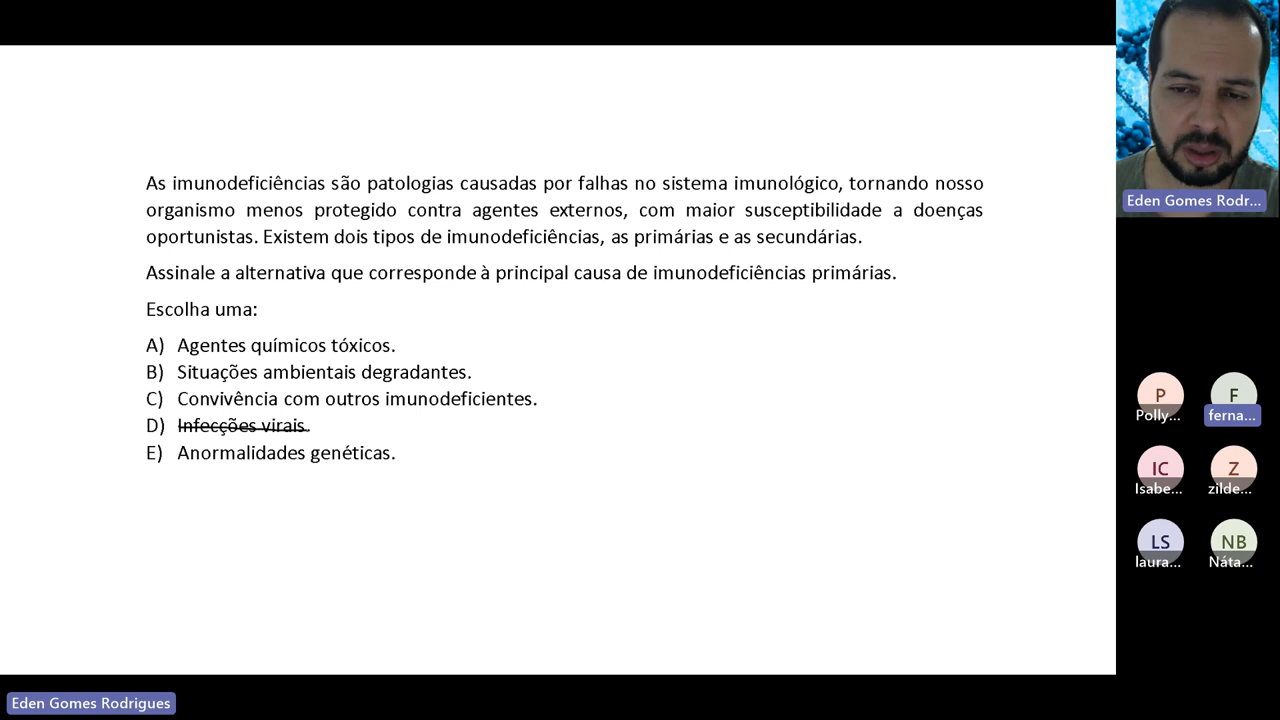 Eden Gomes Rodr...
As imunodeficiências são patologias causadas por falhas no sistema imunológico, tornando nosso
organismo menos protegido contra agentes externos, com maior susceptibilidade a doenças
oportunistas. Existem dois tipos de imunodeficiências, as primárias e as secundárias.
Assinale a alternativa que corresponde à principal causa de imunodeficiências primárias.
Escolha uma:
A) Agentes químicos tóxicos.
B) Situações ambientais degradantes.
C) Convivência com outros imunodeficientes.
D) Infecções virais.
E) Anormalidades genéticas.
P
Polly...
F
ferna...
IC
Isabe...
Z
zilde...
LS
laura...
NB
Náta...
Eden Gomes Rodrigues